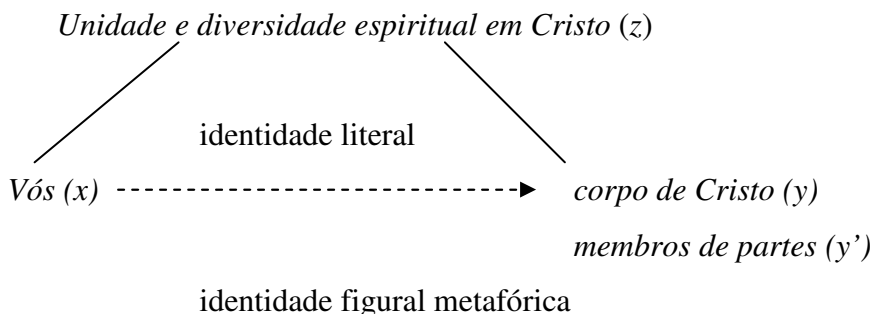 Unidade e diversidade espiritual em Cristo (z)
identidade literal
Vós (x)
corpo de Cristo (y)
membros de partes (y’)
identidade figural metafórica